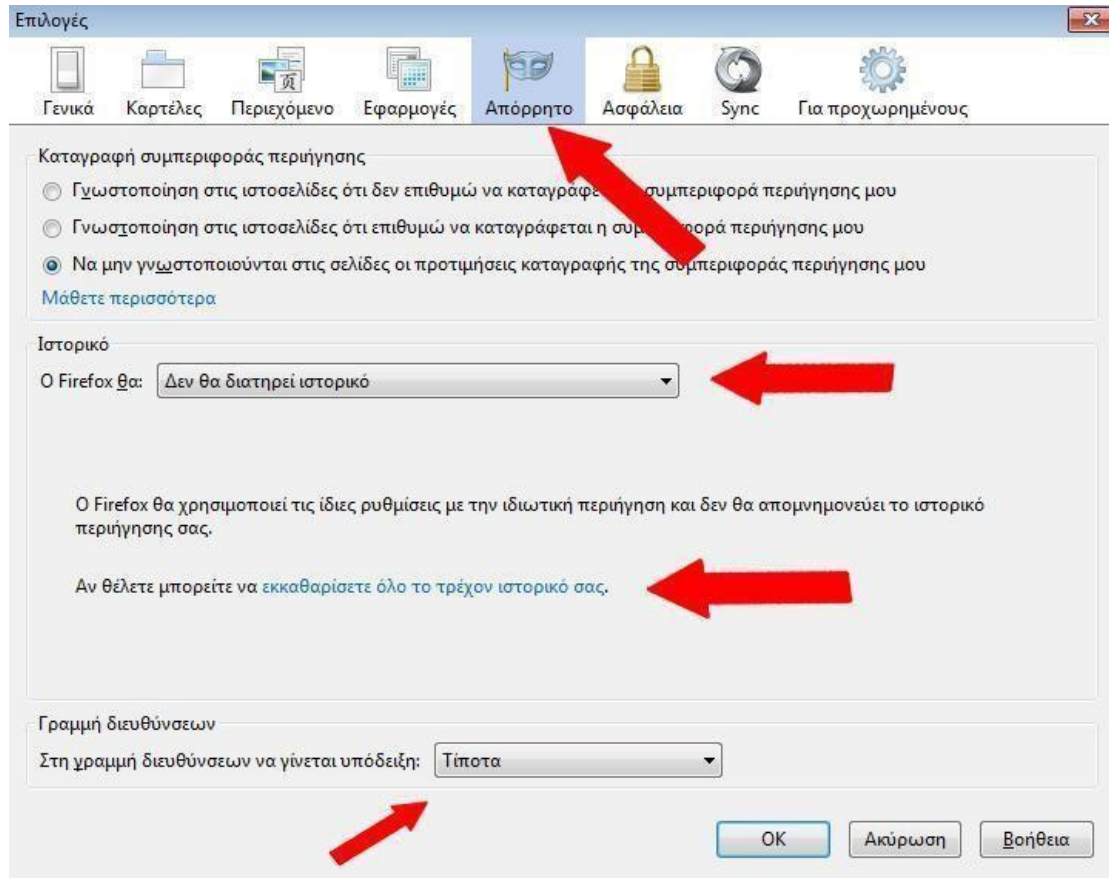 Επιλογές
Γενικά Καρτέλες Περιεχόμενο Εφαρμογές Απόρρητο Ασφάλεια Sync Για προχωρημένους
Καταγραφή συμπεριφοράς περιήγησης
Γνωστοποίηση στις ιστοσελίδες ότι δεν επιθυμώ να καταγράφε συμπεριφορά περιήγησης μου
Γνωστοποίηση στις ιστοσελίδες ότι επιθυμώ να καταγράφεται η συμ φορά περιήγησης μου
Να μην γνωστοποιούνται στις σελίδες οι προτιμήσεις καταγραφής της συμπεριφοράς περιήγησης μου
Μάθετε περισσότερα
Ιστορικό
Ο Firefox θα: Δεν θα διατηρεί ιστορικό
Ο Firefox θα χρησιμοποιεί τις ίδιες ρυθμίσεις με την ιδιωτική περιήγηση και δεν θα απομνημονεύει το ιστορικό
περιήγησης σας.
Αν θέλετε μπορείτε να εκκαθαρίσετε όλο το τρέχον ιστορικό σας.
Γραμμή διευθύνσεων
Στη γραμμή διευθύνσεων να γίνεται υπόδειξη: Τίποτα
OK Ακύρωση Βοήθεια